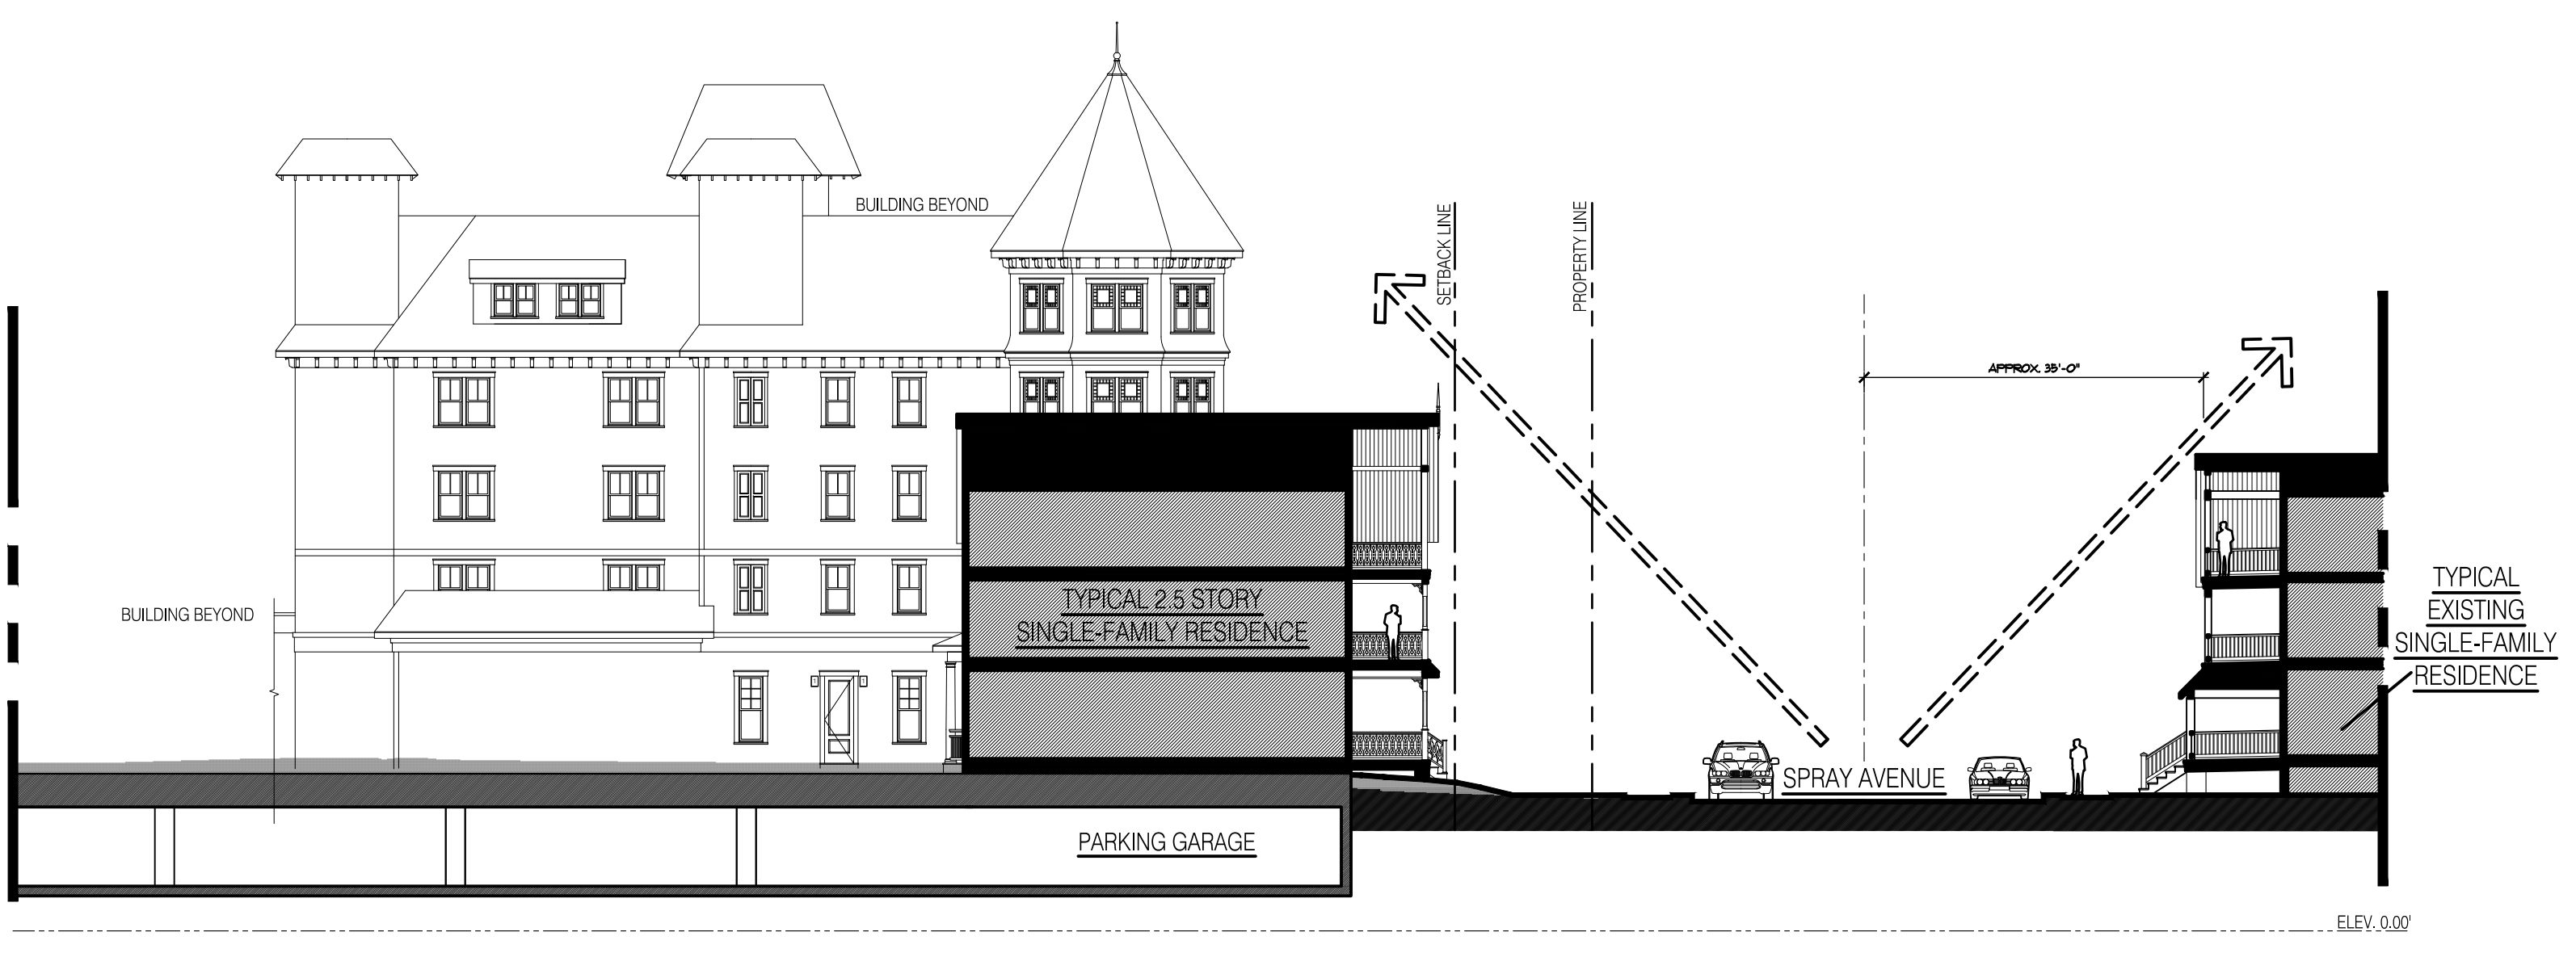 BUILDING BEYOND
SETBACK LINE
PROPERTY LINE
APPROX. 35'-0"
BUILDING BEYOND
TYPICAL 2.5 STORY
SINGLE-FAMILY RESIDENCE
TYPICAL
EXISTING
SINGLE-FAMILY
RESIDENCE
SPRAY AVENUE
PARKING GARAGE
ELEV. 0.00'